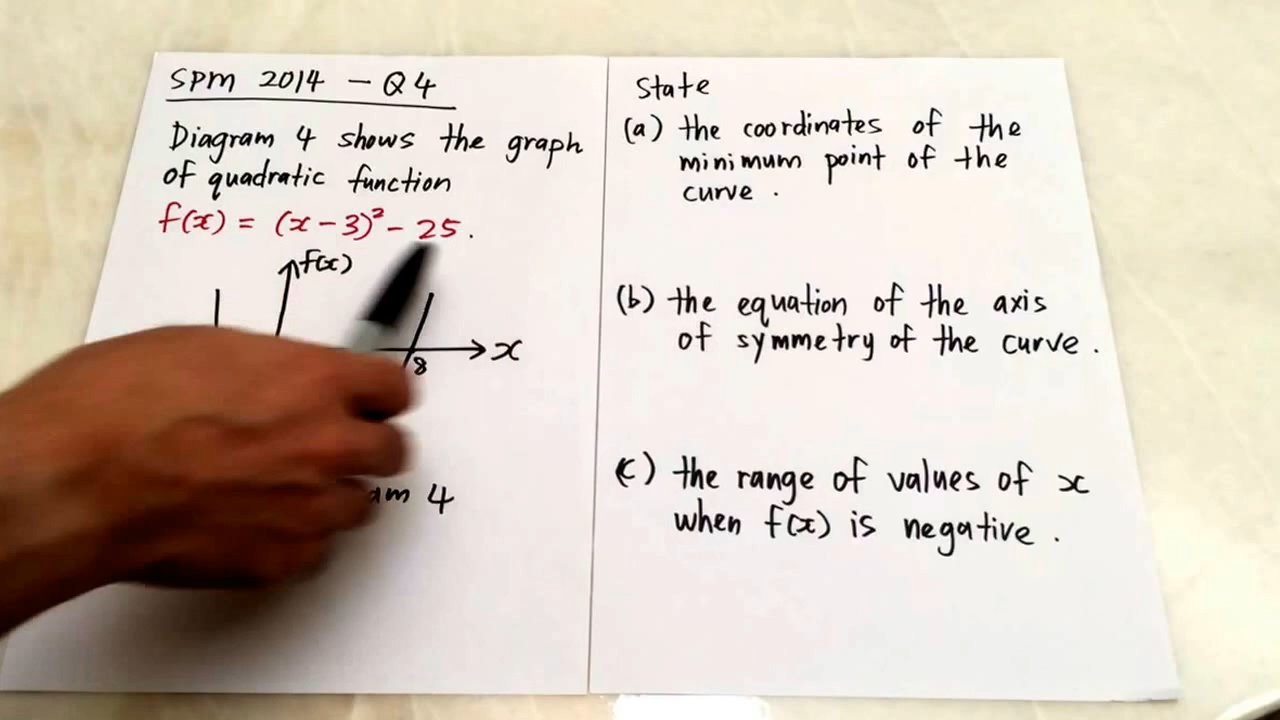 SPM 2014 – Q4
Diagram 4 shows the graph
of quadratic function
f(x) = (x – 3)² – 25.
f(x)
x
8
4
State
(a) the coordinates of the
minimum point of the
curve.
(b) the equation of the axis
of symmetry of the curve.
(c) the range of values of x
when f(x) is negative.